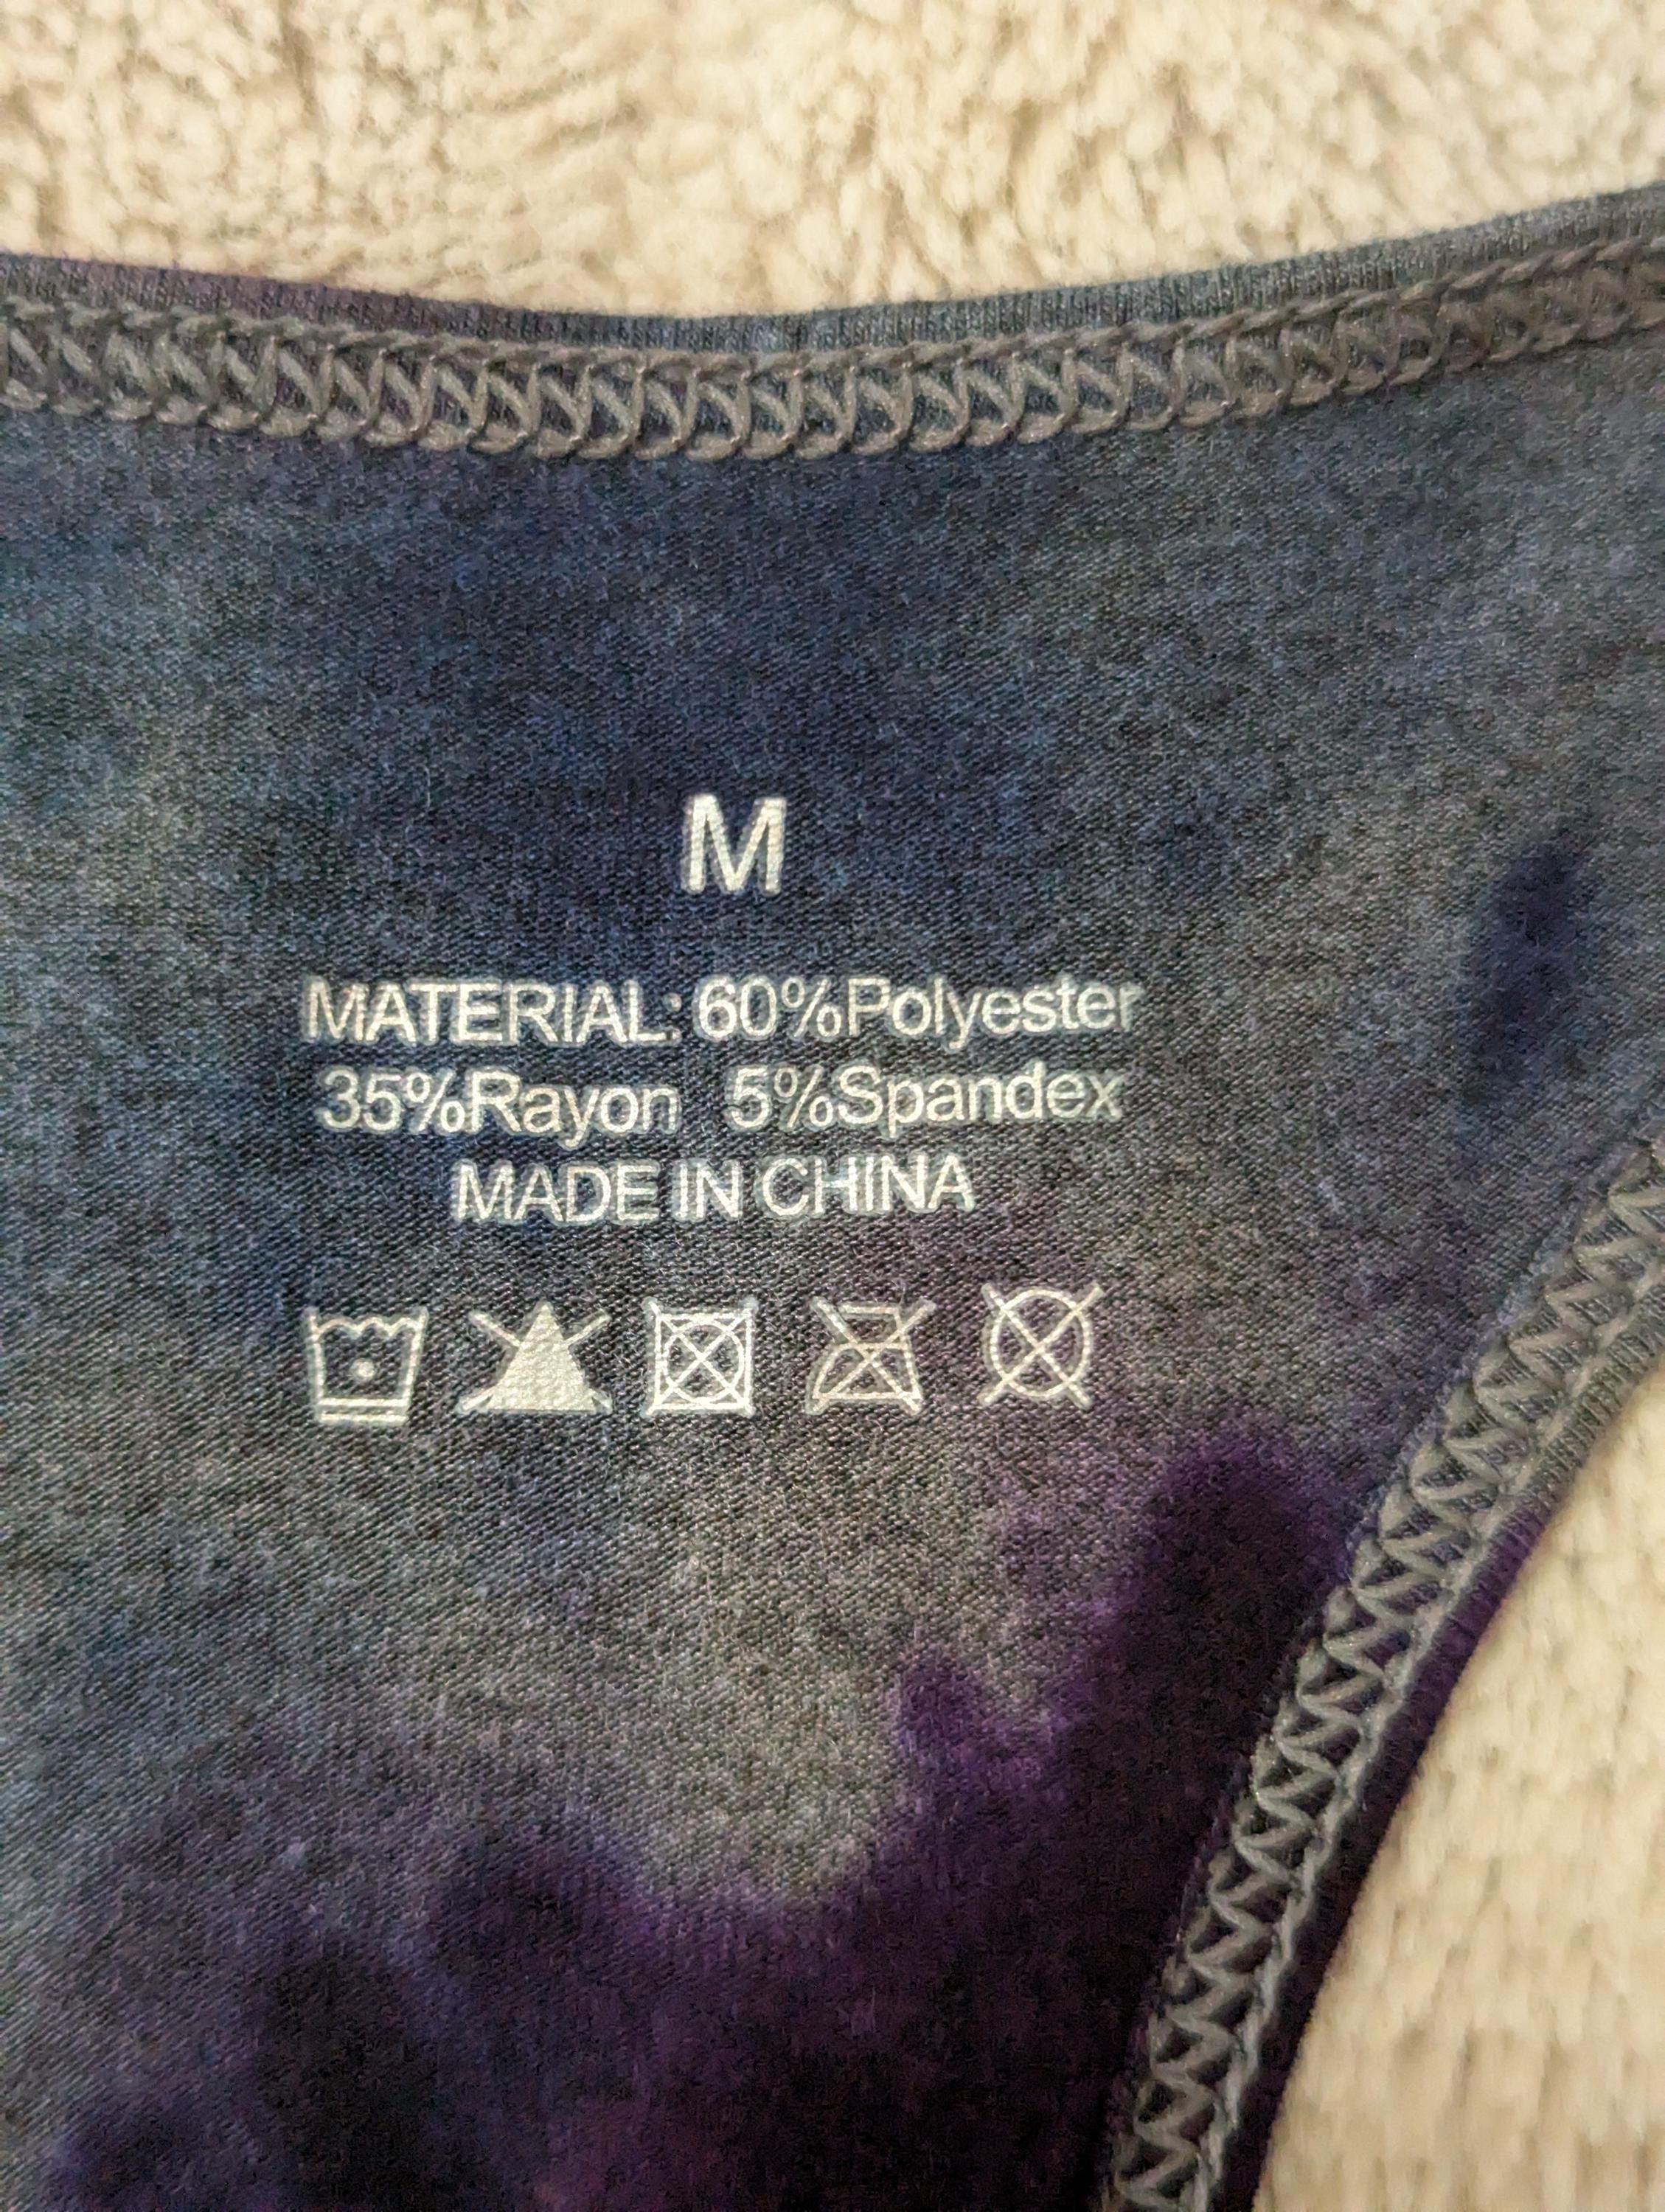 M
MATERIAL: 60%Polyester
35%Rayon 5%Spandex
MADE IN CHINA